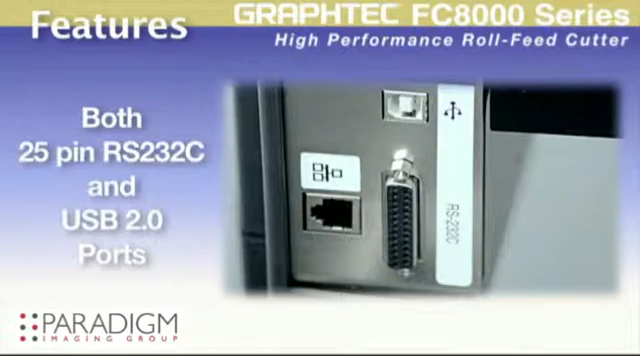 Features
GRAPHTEC FC8000 Series
High Performance Roll-Feed Cutter
Both
25 pin RS232C
and
USB 2.0
Ports
RS-232C
PARADIGM
IMAGING GROUP